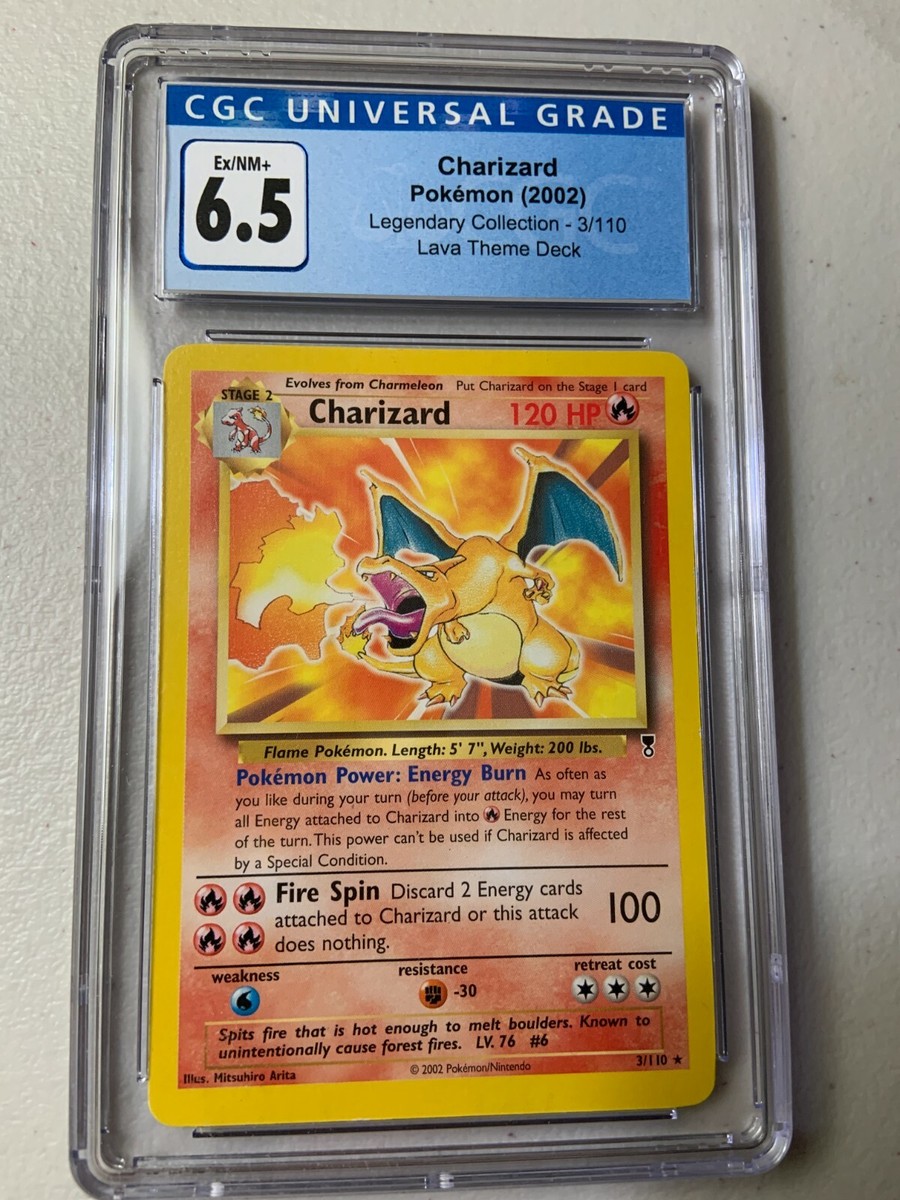 CGC UNIVERSAL GRADE
Ex/NM+
6.5
Charizard
Pokémon (2002)
Legendary Collection - 3/110
Lava Theme Deck
Evolves from Charmeleon Put Charizard on the Stage 1 card
STAGE 2
Charizard 120 HP
Flame Pokémon. Length: 5' 7", Weight: 200 lbs.
Pokémon Power: Energy Burn As often as
you like during your turn (before your attack), you may turn
all Energy attached to Charizard into Energy for the rest
of the turn. This power can't be used if Charizard is affected
by a Special Condition.
Fire Spin Discard 2 Energy cards
attached to Charizard or this attack 100
does nothing.
weakness resistance retreat cost
-30
Spits fire that is hot enough to melt boulders. Known to
unintentionally cause forest fires. LV. 76 #6
Illus. Mitsuhiro Arita © 2002 Pokémon/Nintendo 3/110 ★